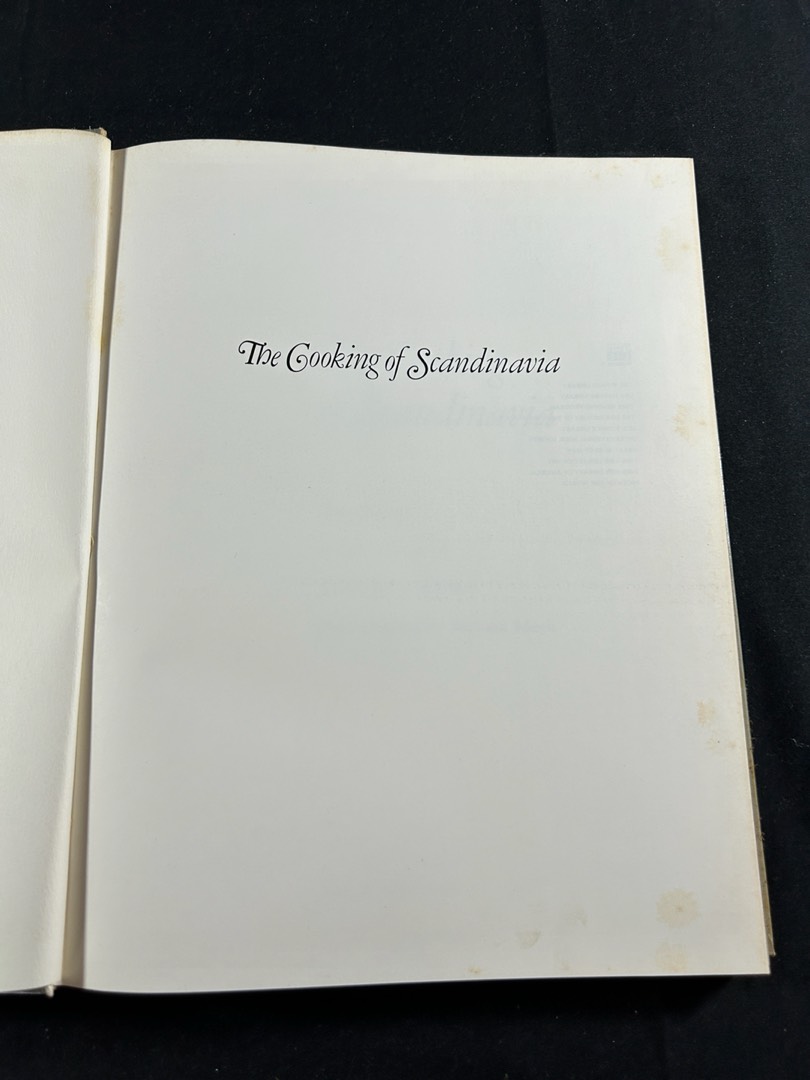 The Cooking of Scandinavia